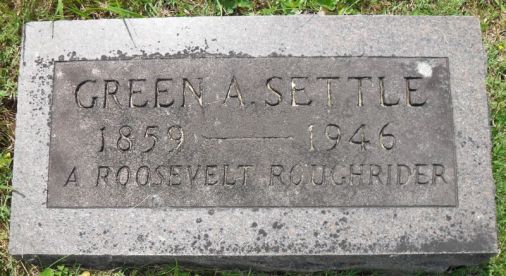 GREEN A. SETTLE
1859 — 1946
A ROOSEVELT ROUGHRIDER